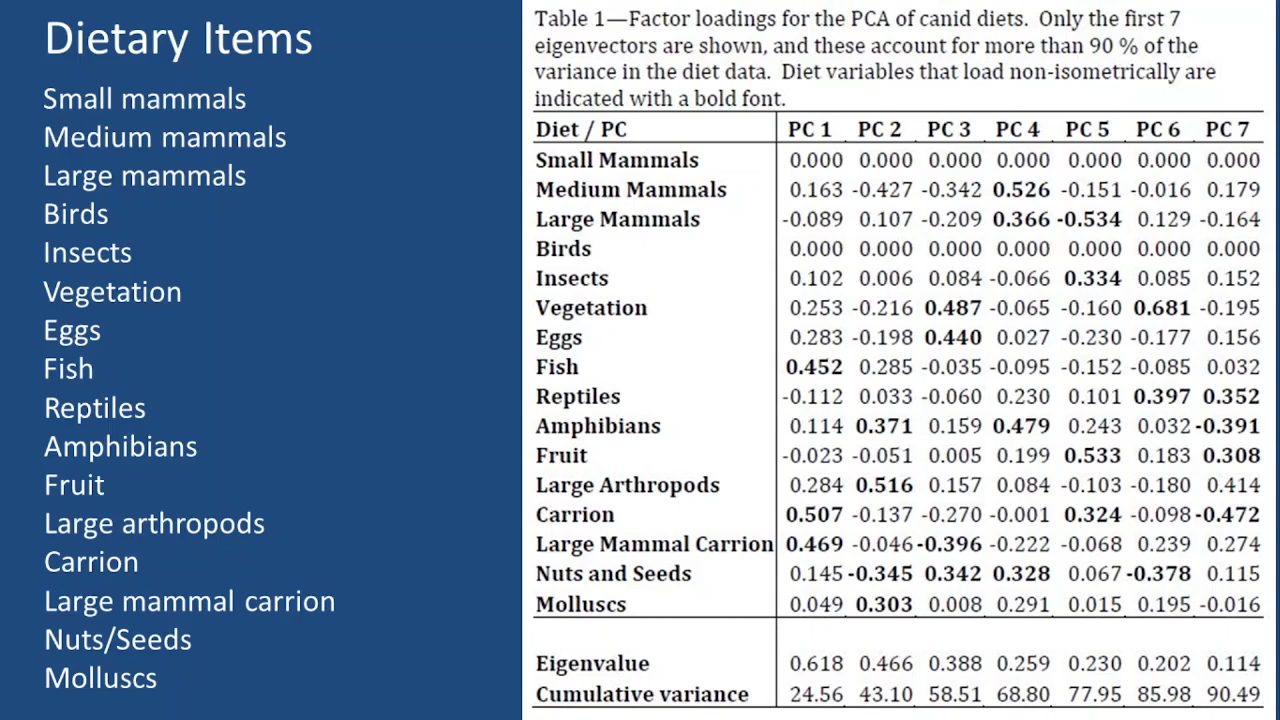 Dietary Items
Small mammals
Medium mammals
Large mammals
Birds
Insects
Vegetation
Eggs
Fish
Reptiles
Amphibians
Fruit
Large arthropods
Carrion
Large mammal carrion
Nuts/Seeds
Molluscs
Table 1—Factor loadings for the PCA of canid diets. Only the first 7
eigenvectors are shown, and these account for more than 90 % of the
variance in the diet data. Diet variables that load non-isometrically are
indicated with a bold font.
Diet / PC PC 1 PC 2 PC 3 PC 4 PC 5 PC 6 PC 7
Small Mammals 0.000 0.000 0.000 0.000 0.000 0.000 0.000
Medium Mammals 0.163 -0.427 -0.342 0.526 -0.151 -0.016 0.179
Large Mammals -0.089 0.107 -0.209 0.366 -0.534 0.129 -0.164
Birds 0.000 0.000 0.000 0.000 0.000 0.000 0.000
Insects 0.102 0.006 0.084 -0.066 0.334 0.085 0.152
Vegetation 0.253 -0.216 0.487 -0.065 -0.160 0.681 -0.195
Eggs 0.283 -0.198 0.440 0.027 -0.230 -0.177 0.156
Fish 0.452 0.285 -0.035 -0.095 -0.152 -0.085 0.032
Reptiles -0.112 0.033 -0.060 0.230 0.101 0.397 0.352
Amphibians 0.114 0.371 0.159 0.479 0.243 0.032 -0.391
Fruit -0.023 -0.051 0.005 0.199 0.533 0.183 0.308
Large Arthropods 0.284 0.516 0.157 0.084 -0.103 -0.180 0.414
Carrion 0.507 -0.137 -0.270 -0.001 0.324 -0.098 -0.472
Large Mammal Carrion 0.469 -0.046 -0.396 -0.222 -0.068 0.239 0.274
Nuts and Seeds 0.145 -0.345 0.342 0.328 0.067 -0.378 0.115
Molluscs 0.049 0.303 0.008 0.291 0.015 0.195 -0.016
Eigenvalue 0.618 0.466 0.388 0.259 0.230 0.202 0.114
Cumulative variance 24.56 43.10 58.51 68.80 77.95 85.98 90.49